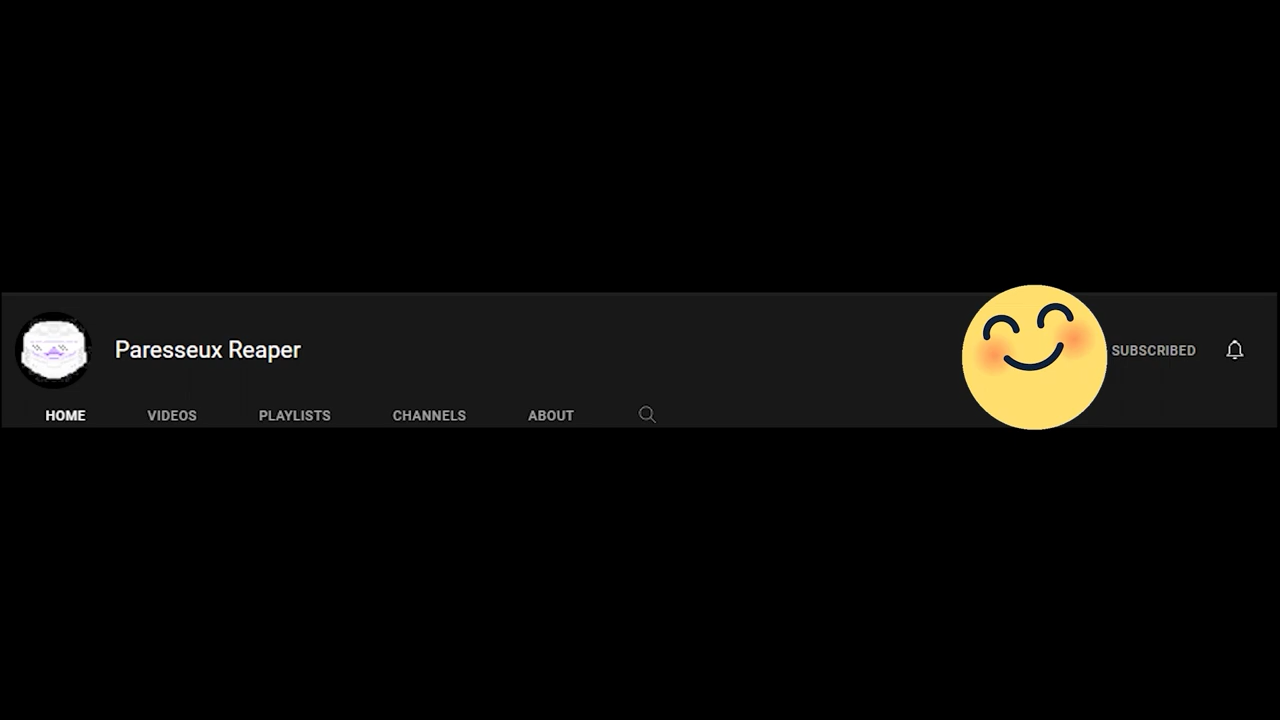 Paresseux Reaper
SUBSCRIBED
HOME VIDEOS PLAYLISTS CHANNELS ABOUT